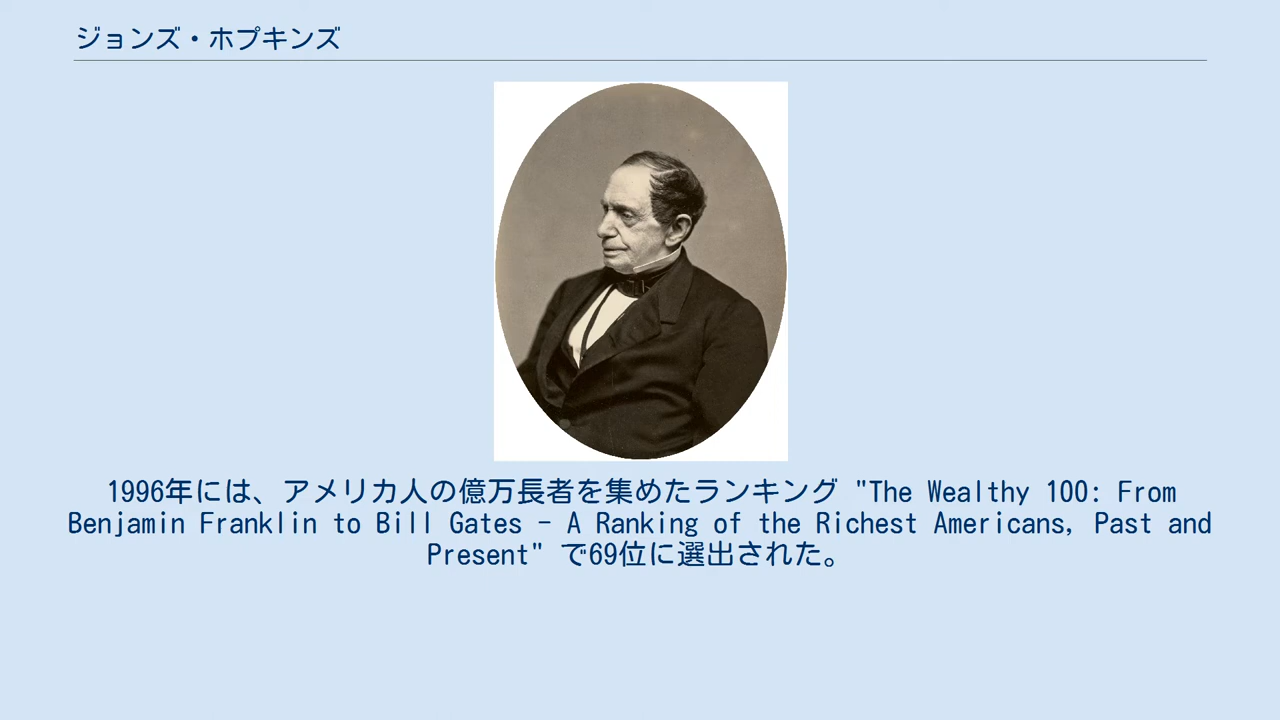 ジョンズ・ホプキンズ
1996年には、アメリカ人の億万長者を集めたランキング "The Wealthy 100: From
Benjamin Franklin to Bill Gates - A Ranking of the Richest Americans, Past and
Present" で69位に選出された。